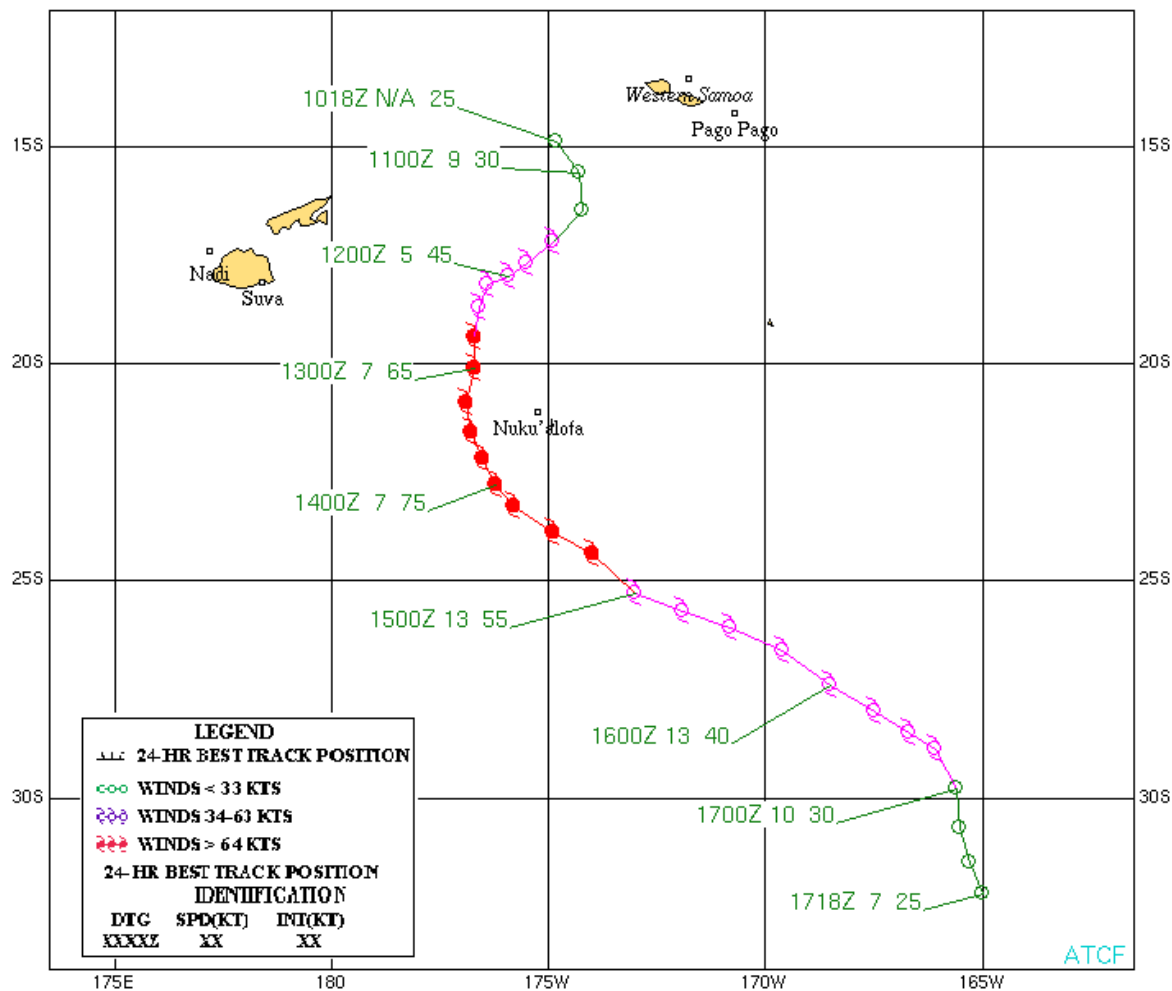 1018Z N/A 25
Western Samoa
Pago Pago
15S
15S
1100Z 9 30
1200Z 5 45
Nadi
Suva
20S
20S
1300Z 7 65
Nuku'alofa
1400Z 7 75
25S
25S
1500Z 13 55
1600Z 13 40
30S
30S
1700Z 10 30
1718Z 7 25
LEGEND
24-HR BEST TRACK POSITION
WINDS < 33 KTS
WINDS 34-63 KTS
WINDS > 64 KTS
24-HR BEST TRACK POSITION
IDENTIFICATION
DTG SPD(KT) INT(KT)
XXXXZ XX XX
ATCF
175E 180 175W 170W 165W